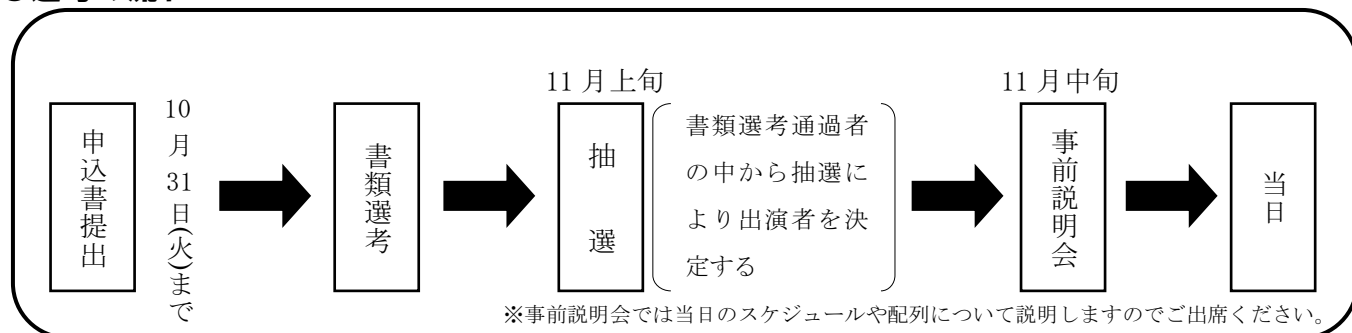 申込書提出
10月31日(火)まで
書類選考
11月上旬
抽選
書類選考通過者
の中から抽選に
より出演者を決
定する
11月中旬
事前説明会
当日
※事前説明会では当日のスケジュールや配列について説明しますのでご出席ください。